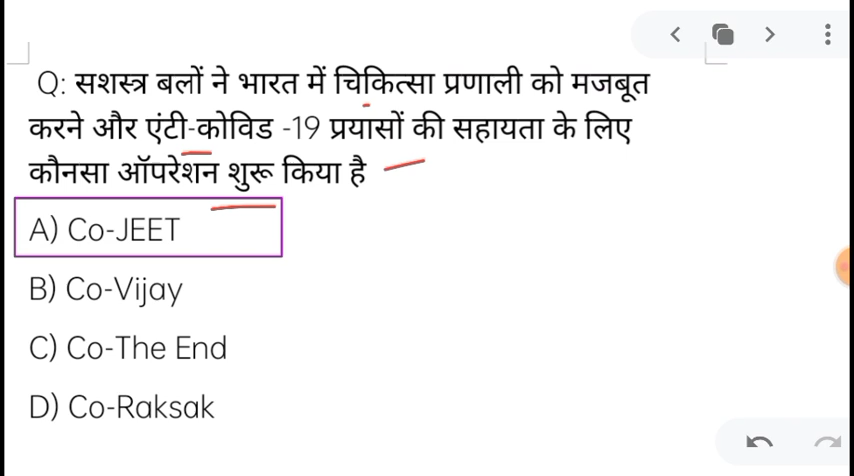 Q: सशस्त्र बलों ने भारत में चिकित्सा प्रणाली को मजबूत
करने और एंटी-कोविड -19 प्रयासों की सहायता के लिए
कौनसा ऑपरेशन शुरू किया है
A) Co-JEET
B) Co-Vijay
C) Co-The End
D) Co-Raksak